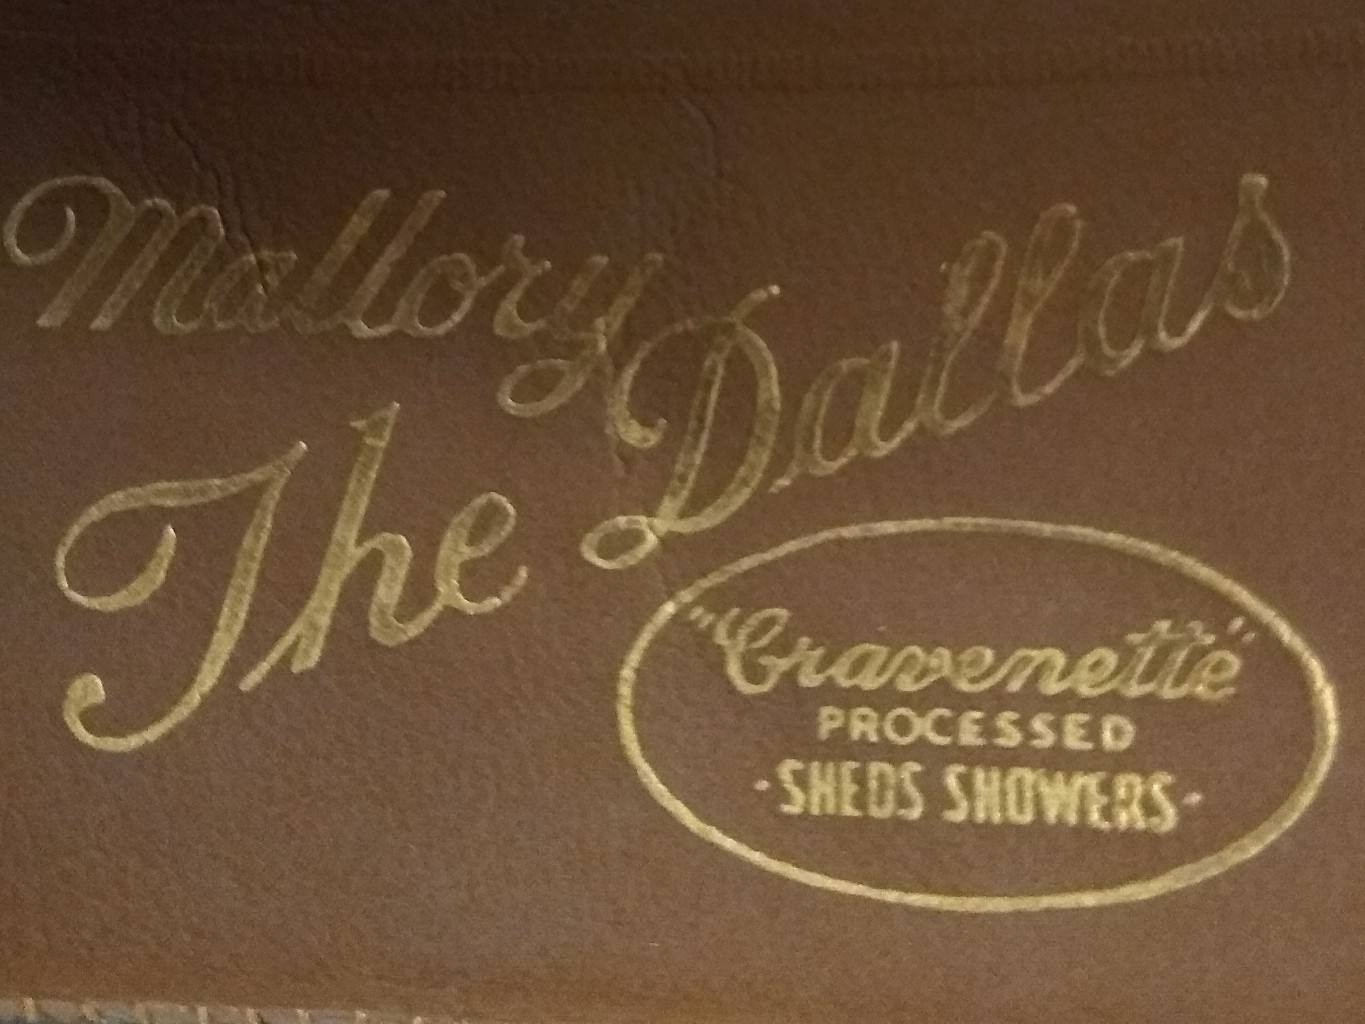 Mallory
The Dallas
"Cravenette"
PROCESSED
·SHEDS SHOWERS·